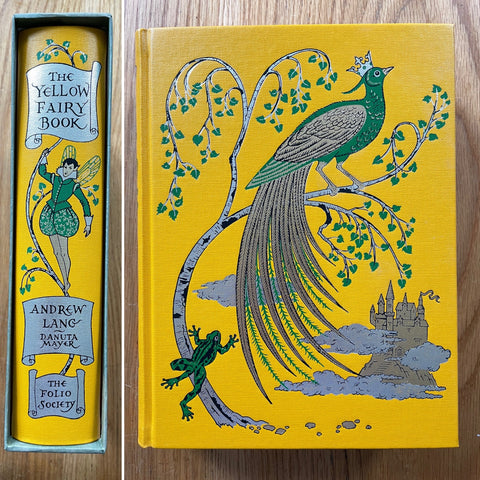 THE
YELLOW
FAIRY
BOOK
ANDREW
LANG
DANUTA
MAYER
THE
FOLIO
SOCIETY